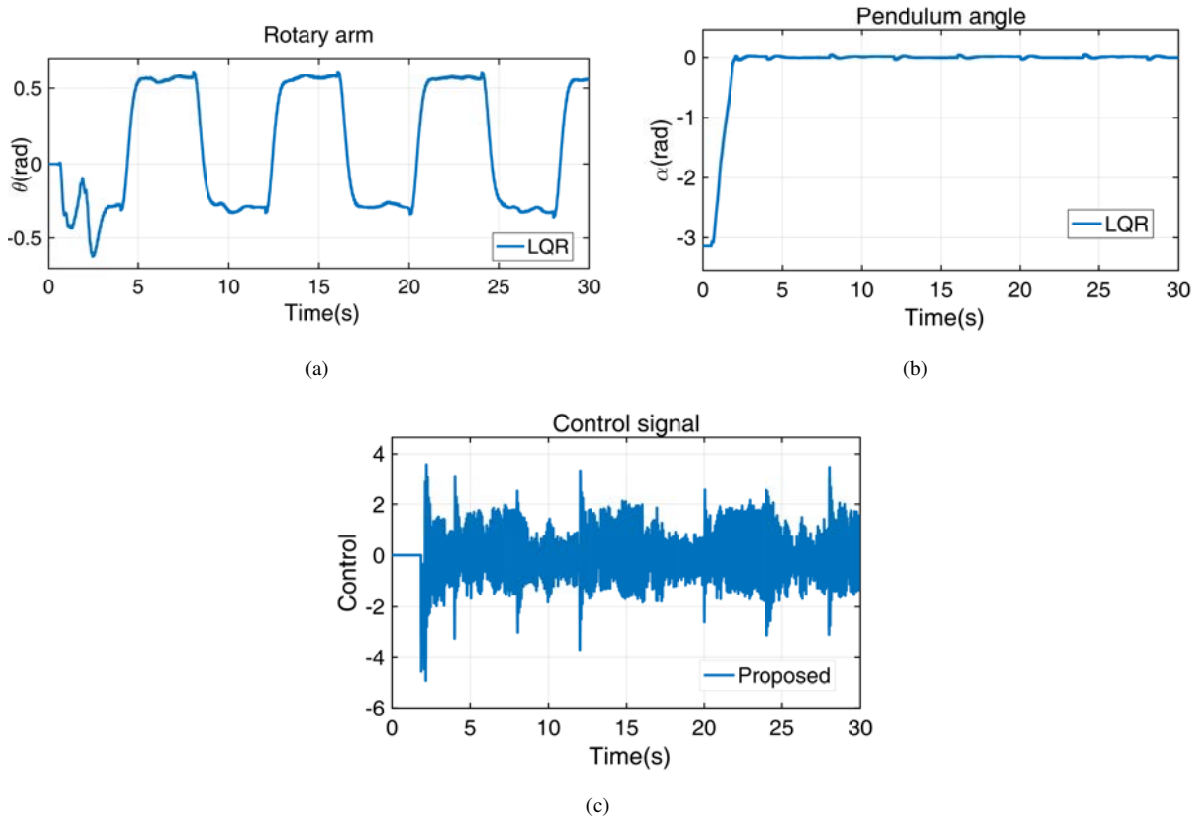 Rotary arm
θ(rad)
0.5
0
-0.5
LQR
0 5 10 15 20 25 30
Time(s)
(a)
Pendulum angle
α(rad)
0
-1
-2
-3
LQR
0 5 10 15 20 25 30
Time(s)
(b)
Control signal
Control
4
2
0
-2
-4
-6
Proposed
0 5 10 15 20 25 30
Time(s)
(c)